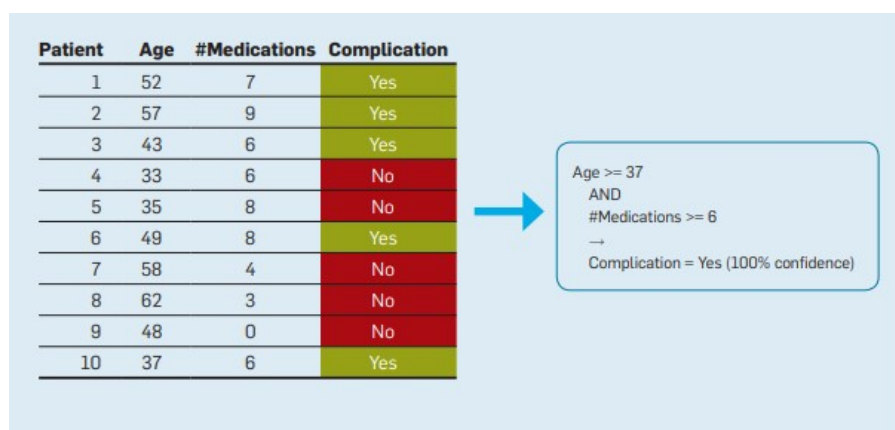 Patient Age #Medications Complication
1 52 7 Yes
2 57 9 Yes
3 43 6 Yes
4 33 6 No
5 35 8 No
6 49 8 Yes
7 58 4 No
8 62 3 No
9 48 0 No
10 37 6 Yes
Age >= 37
AND
#Medications >= 6
→
Complication = Yes (100% confidence)